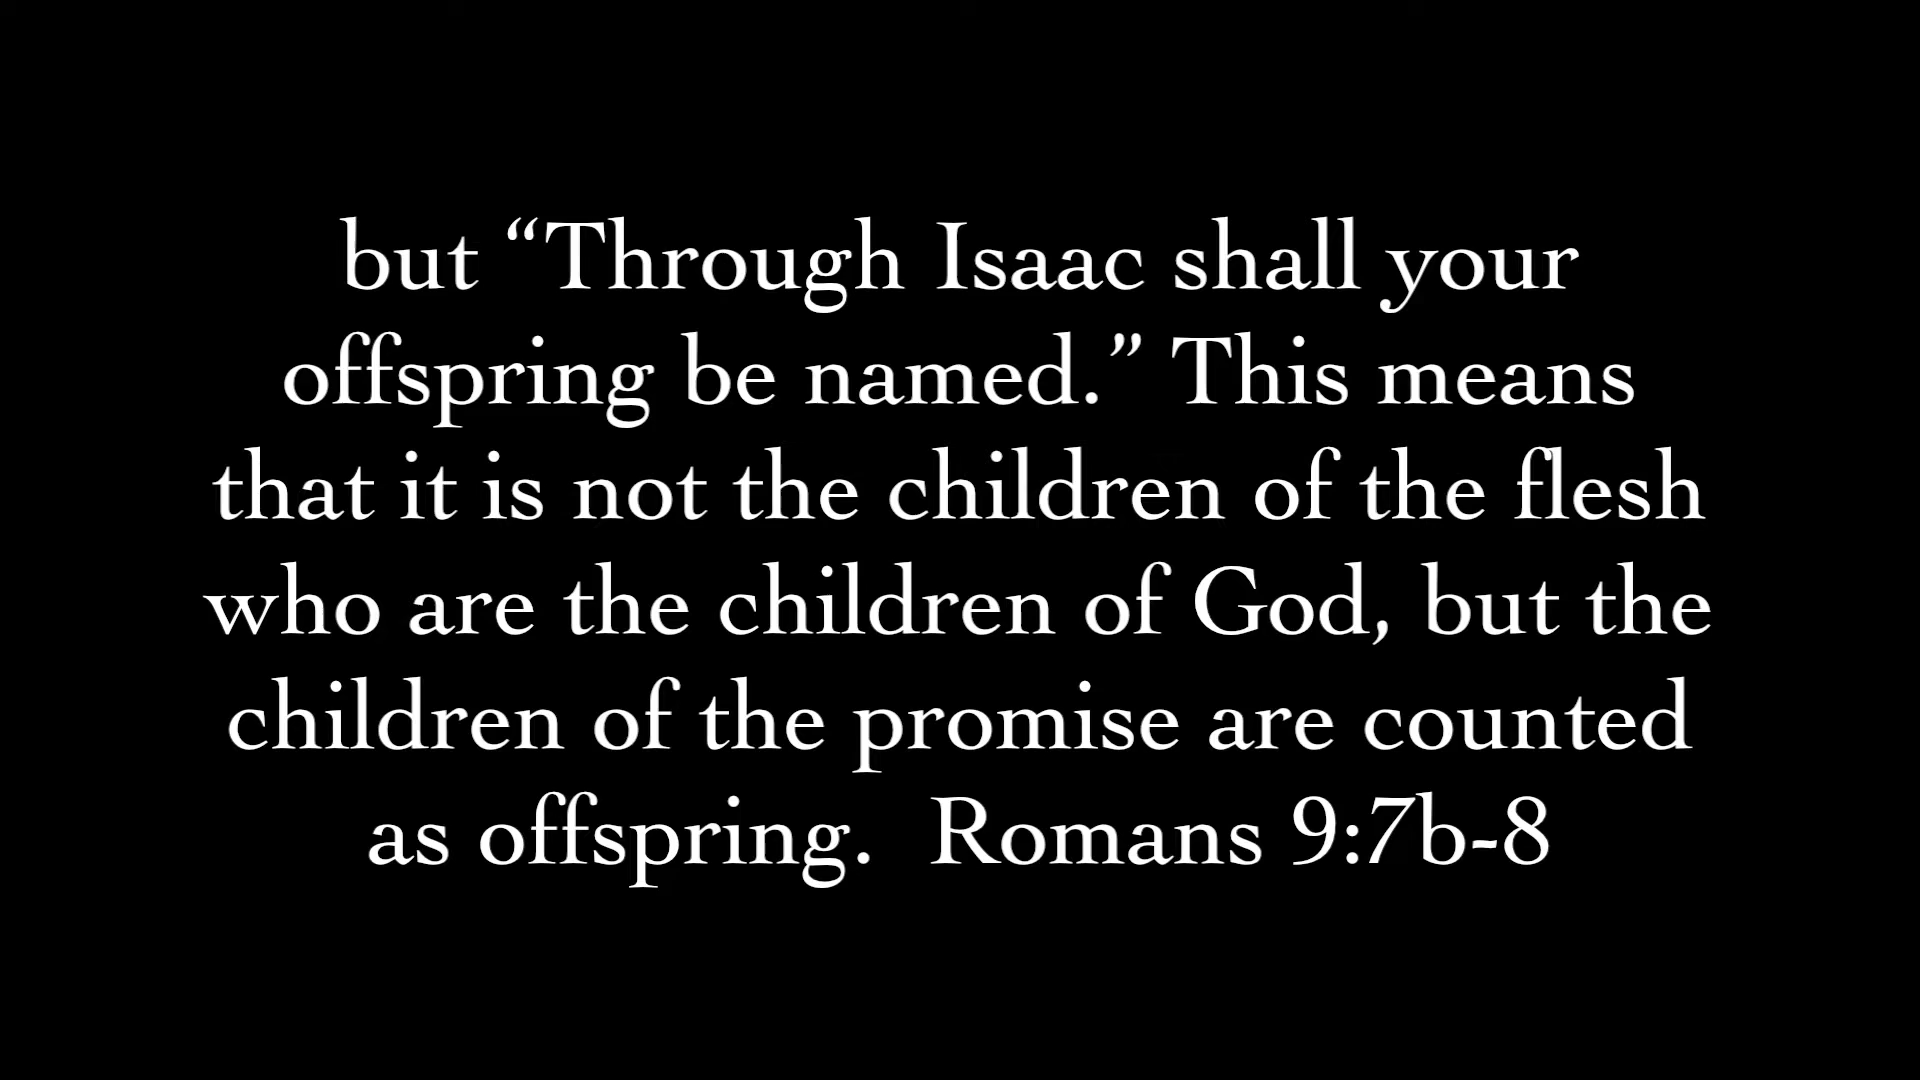 but “Through Isaac shall your
offspring be named.” This means
that it is not the children of the flesh
who are the children of God, but the
children of the promise are counted
as offspring.  Romans 9:7b-8